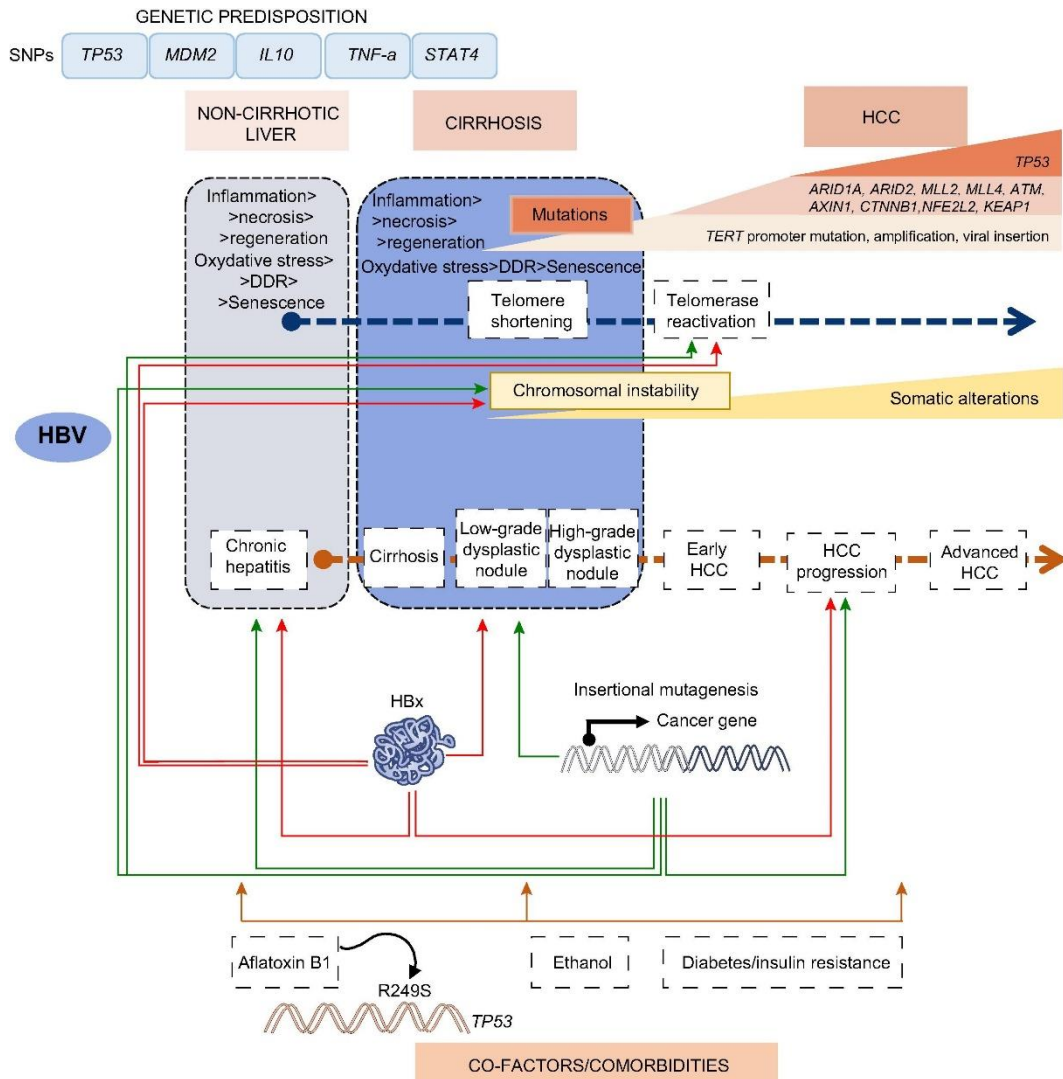 GENETIC PREDISPOSITION
SNPs TP53 MDM2 IL10 TNF-a STAT4
NON-CIRRHOTIC
LIVER
CIRRHOSIS
HCC
TP53
ARID1A, ARID2, MLL2, MLL4, ATM,
AXIN1, CTNNB1,NFE2L2, KEAP1
TERT promoter mutation, amplification, viral insertion
Mutations
Inflammation>
>necrosis>
>regeneration
Oxydative stress>
>DDR>
>Senescence
Inflammation>
>necrosis>
>regeneration
Oxydative stress>DDR>Senescence
Telomere
shortening
Telomerase
reactivation
Chromosomal instability
Somatic alterations
HBV
Chronic
hepatitis
Cirrhosis
Low-grade
dysplastic
nodule
High-grade
dysplastic
nodule
Early
HCC
HCC
progression
Advanced
HCC
HBx
Insertional mutagenesis
Cancer gene
Aflatoxin B1
R249S
TP53
Ethanol
Diabetes/insulin resistance
CO-FACTORS/COMORBIDITIES